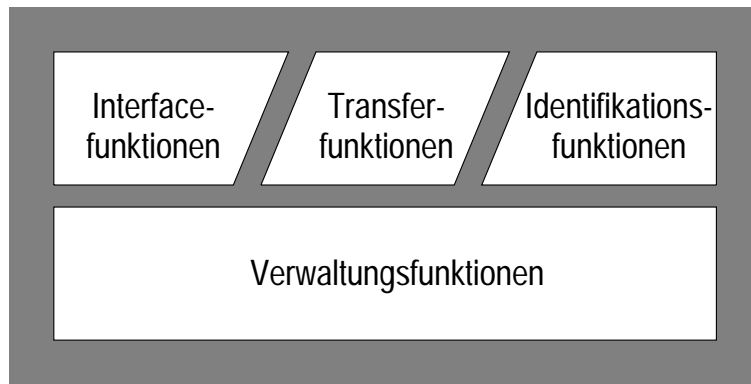 Interface-
funktionen
Transfer-
funktionen
Identifikations-
funktionen
Verwaltungsfunktionen